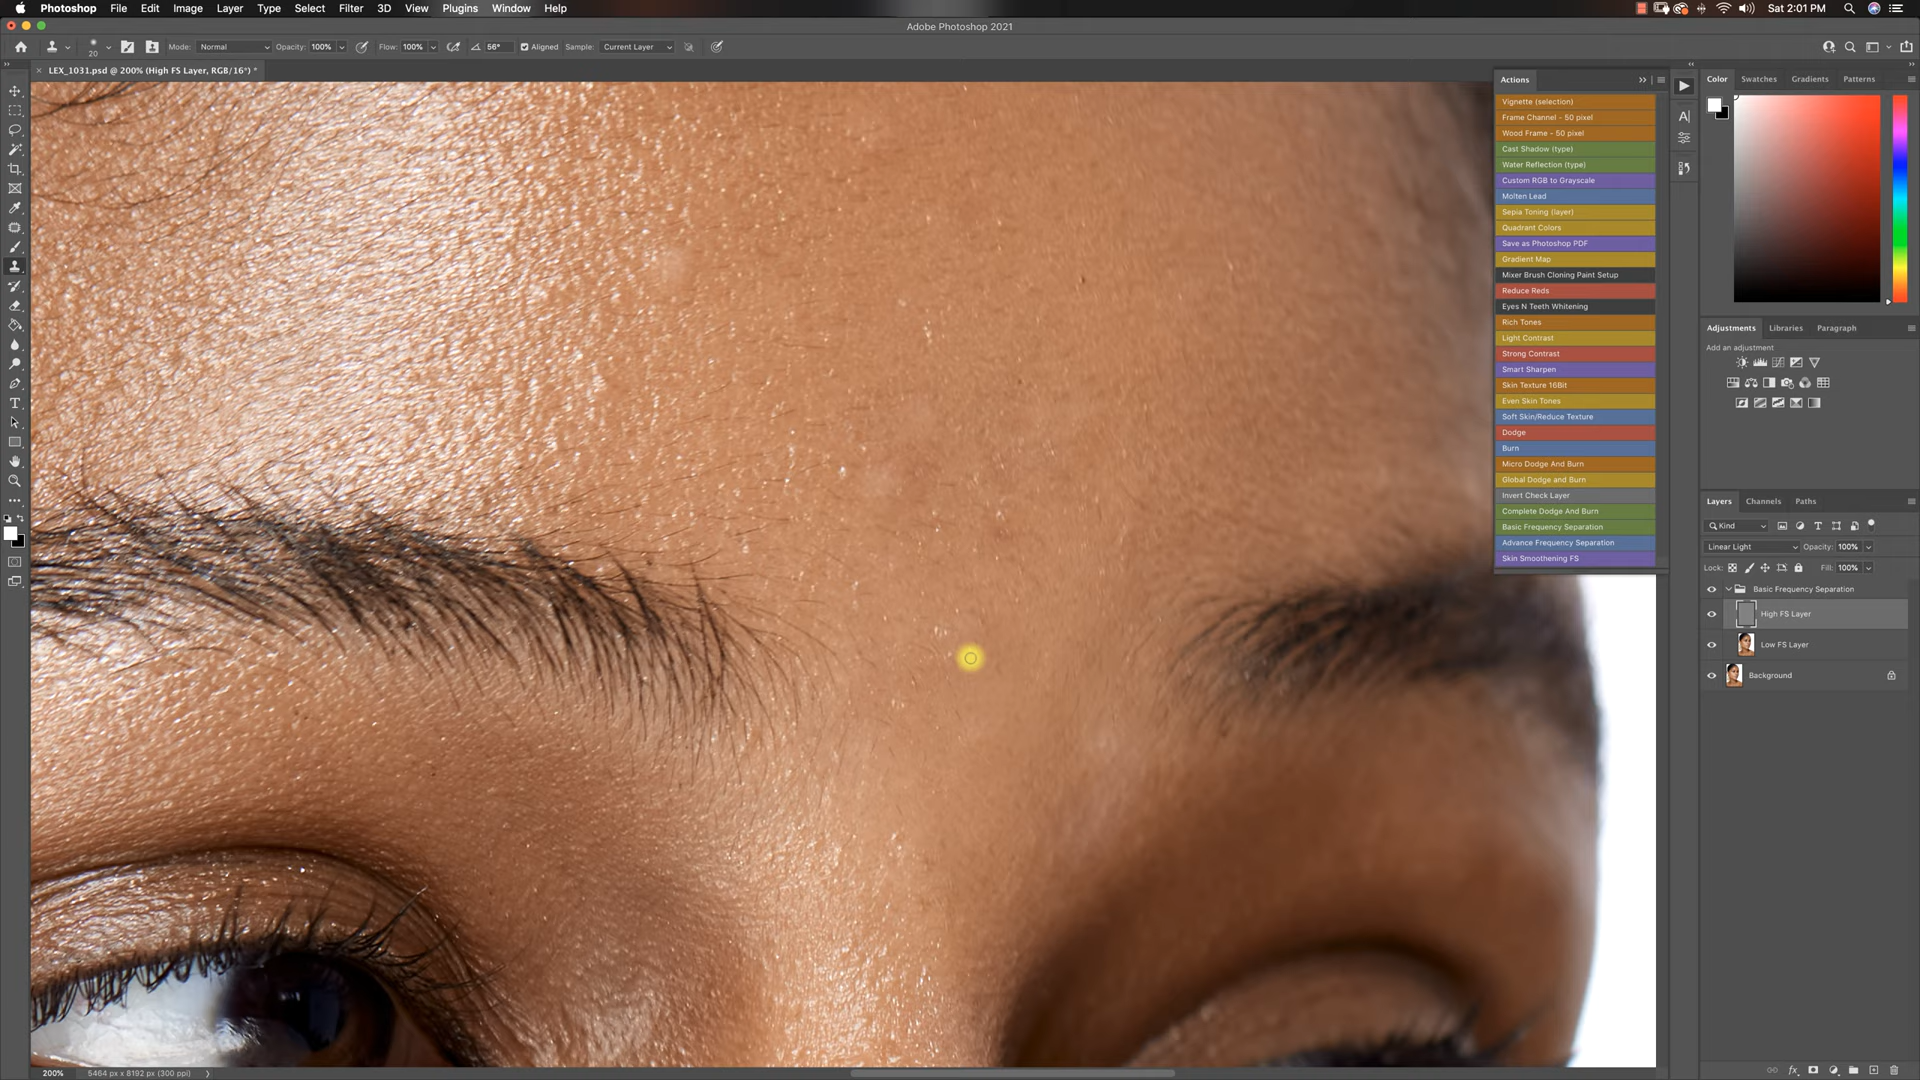 Photoshop File Edit Image Layer Type Select Filter 3D View Plugins Window Help Sat 2:01 PM
Adobe Photoshop 2021
20 Mode: Normal Opacity: 100% Flow: 100% 56° Aligned Sample: Current Layer
LEX_1031.psd @ 200% (High FS Layer, RGB/16*) *
Actions
Vignette (selection)
Frame Channel - 50 pixel
Wood Frame - 50 pixel
Cast Shadow (type)
Water Reflection (type)
Custom RGB to Grayscale
Molten Lead
Sepia Toning (layer)
Quadrant Colors
Save as Photoshop PDF
Gradient Map
Mixer Brush Cloning Paint Setup
Reduce Reds
Eyes N Teeth Whitening
Rich Tones
Light Contrast
Strong Contrast
Smart Sharpen
Skin Texture 16Bit
Even Skin Tones
Soft Skin/Reduce Texture
Dodge
Burn
Micro Dodge And Burn
Global Dodge and Burn
Invert Check Layer
Complete Dodge And Burn
Basic Frequency Separation
Advance Frequency Separation
Skin Smoothening FS
Color Swatches Gradients Patterns
Adjustments Libraries Paragraph
Add an adjustment
Layers Channels Paths
Kind
Linear Light Opacity: 100%
Lock: Fill: 100%
Basic Frequency Separation
High FS Layer
Low FS Layer
Background
200% 5464 px x 8192 px (300 ppi)